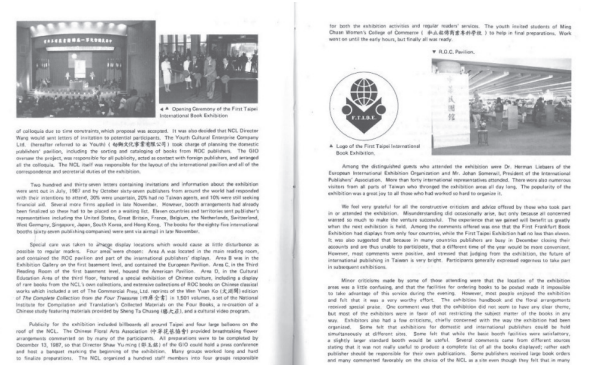 ▲▲ Opening Ceremony of the First Taipei
International Book Exhibition
of colloquia due to time constraints, which proposal was accepted. It was also decided that NCL Director
Wang would sent letters of invitation to potential participants. The Youth Cultural Enterprise Company
Ltd. (hereafter referred to as Youth) took charge of planning the domestic
publishers' pavilion, including the sorting and cataloging of books from ROC publishers. The GIO
oversaw the project, was responsible for all publicity, acted as contact with foreign publishers, and arranged
all the colloquia. The NCL itself was responsible for the layout of the international pavilion and all of the
correspondence and secretarial duties of the exhibition.
Two hundred and thirty-seven letters containing invitations and information about the exhibition
were sent out in July, 1987 and by October sixty-seven publishers from around the world had responded
with their intentions to attend, 20% were uncertain, 20% had no Taiwan agents, and 10% were still seeking
financial aid. Several more firms applied in late November. However, booth arrangements had already
been finalized so these had to be placed on a waiting list. Eleven countries and territories sent publisher's
representatives including the United States, Great Britain, France, Belgium, the Netherlands, Switzerland,
West Germany, Singapore, Japan, South Korea, and Hong Kong. The books for the eighty-five international
booths (sixty-seven publishing companies) were sent via airmail in late November.
Special care was taken to arrange display locations which would cause as little disturbance as
possible to regular readers. Four areas were chosen: Area A was located in the main reading room,
and contained the ROC pavilion and part of the international publishers' displays. Area B was in the
Exhibition Gallery on the first basement level, and contained the European Pavilion. Area C, in the Third
Reading Room of the first basement level, housed the American Pavilion. Area D, in the Cultural
Education Area of the third floor, featured a special exhibition of Chinese culture, including a display
of rare books from the NCL's own collections, and extensive collections of ROC books on Chinese classical
works which included a set of The Commercial Press, Ltd. reprints of the Wen Yuan Ko edition
of The Complete Collection from the Four Treasuries in 1,501 volumes, a set of the National
Institute for Compilation and Translation's Collected Materials on the Four Books, a re-creation of a
Chinese study featuring materials provided by Sheng Ta Chuang, and a cultural video program.
Publicity for the exhibition included billboards all around Taipei and four large balloons on the
roof of the NCL. The Chinese Floral Arts Association provided breathtaking flower
arrangements commented on by many of the participants. All preparations were to be completed by
December 13, 1987, so that Director Shaw Yu-ming of the GIO could hold a press conference
and host a banquet marking the beginning of the exhibition. Many groups worked long and hard
to finalize preparations. The NCL organized a hundred staff members into four groups responsible
for both the exhibition activities and regular readers' services. The youth invited students of Ming
Chuan Women's College of Commerce to help in final preparations. Work
went on until the early hours, but finally all was ready.
▼ R.O.C. Pavilion.
F.T.I.B.E.
▲ Logo of the First Taipei International
Book Exhibition.
Among the distinguished guests who attended the exhibition were Dr. Herman Liebaers of the
European International Exhibition Organization and Mr. Johan Somerwil, President of the International
Publishers' Association. More than forty international representatives attended. There were also numerous
visitors from all parts of Taiwan who thronged the exhibition areas all day long. The popularity of the
exhibition was a great joy to all those who had worked so hard to organize it.
We feel very grateful for all the constructive criticism and advice offered by those who took part
in or attended the exhibition. Misunderstanding did occasionally arise, but only because all concerned
wanted so much to make the venture successful. The experience that we gained will benefit us greatly
when the next exhibition is held. Among the comments offered was one that the First Frankfurt Book
Exhibition had displays from only four countries, while the First Taipei Exhibition had no less than eleven.
It was also suggested that because in many countries publishers are busy in December closing their
accounts and are thus unable to participate, that a different time of the year would be more convenient.
However, most comments were positive, and stressed that judging from the exhibition, the future of
international publishing in Taiwan is very bright. Participants generally expressed eagerness to take part
in subsequent exhibitions.
Minor criticisms made by some of those attending were that the location of the exhibition
areas was a little confusing, and that the facilities for ordering books to be posted made it impossible
to take advantage of this service during the evening. However, most people enjoyed the exhibition
and felt that it was a very worthy effort. The exhibition handbook and the floral arrangements
received special praise. One comment was that the exhibition did not seem to have any clear theme,
but most of the exhibitors were in favor of not restricting the subject matter of the books in any
way. Exhibitors also had a few criticisms, chiefly concerned with the way the exhibition had been
organized. Some felt that exhibitions for domestic and international publishers could be held
simultaneously at different sites. Some felt that while the basic booth facilities were satisfactory,
a slightly larger standard booth would be useful. Several comments came from different sources
stating that it was not really useful to produce a complete list of all the books displayed; rather each
publisher should be responsible for their own publications. Some publishers received large book orders
and many commented favorably on the choice of the NCL as a site even though they felt that in many